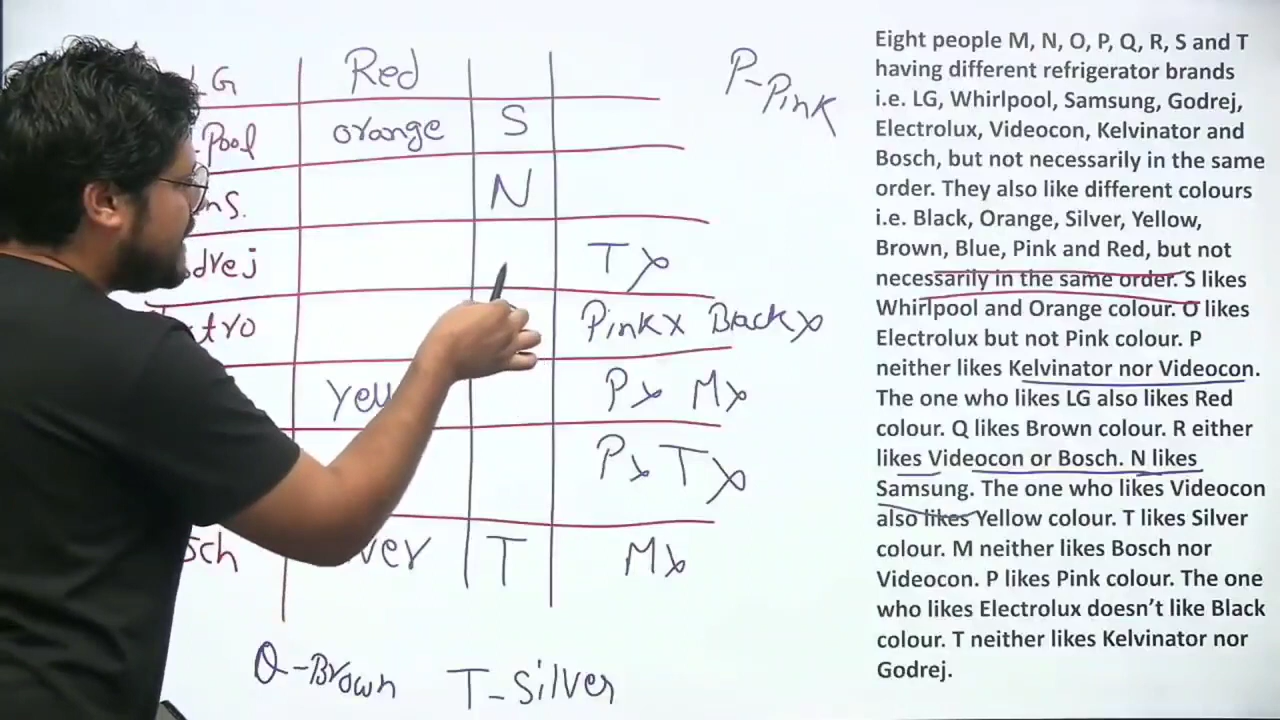 LG Red
Pool orange S
ns. N
drej T x
tro Pink x Black x
yell P x M x
P x T x
sch ver T M x
P-Pink
Q-Brown T-Silver
Eight people M, N, O, P, Q, R, S and T
having different refrigerator brands
i.e. LG, Whirlpool, Samsung, Godrej,
Electrolux, Videocon, Kelvinator and
Bosch, but not necessarily in the same
order. They also like different colours
i.e. Black, Orange, Silver, Yellow,
Brown, Blue, Pink and Red, but not
necessarily in the same order. S likes
Whirlpool and Orange colour. O likes
Electrolux but not Pink colour. P
neither likes Kelvinator nor Videocon.
The one who likes LG also likes Red
colour. Q likes Brown colour. R either
likes Videocon or Bosch. N likes
Samsung. The one who likes Videocon
also likes Yellow colour. T likes Silver
colour. M neither likes Bosch nor
Videocon. P likes Pink colour. The one
who likes Electrolux doesn't like Black
colour. T neither likes Kelvinator nor
Godrej.